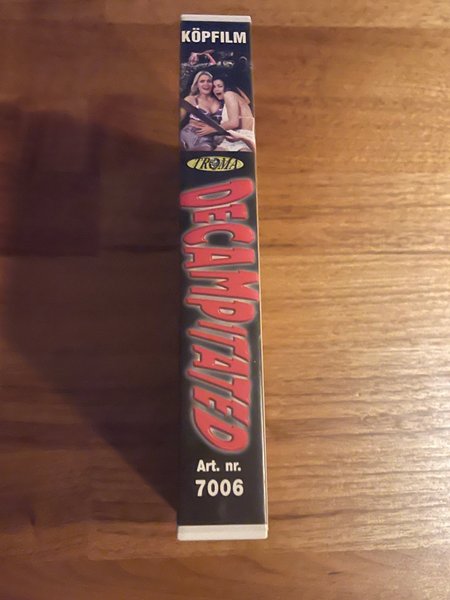 KÖPFILM
TROMA
DECAMPITATED
Art. nr.
7006